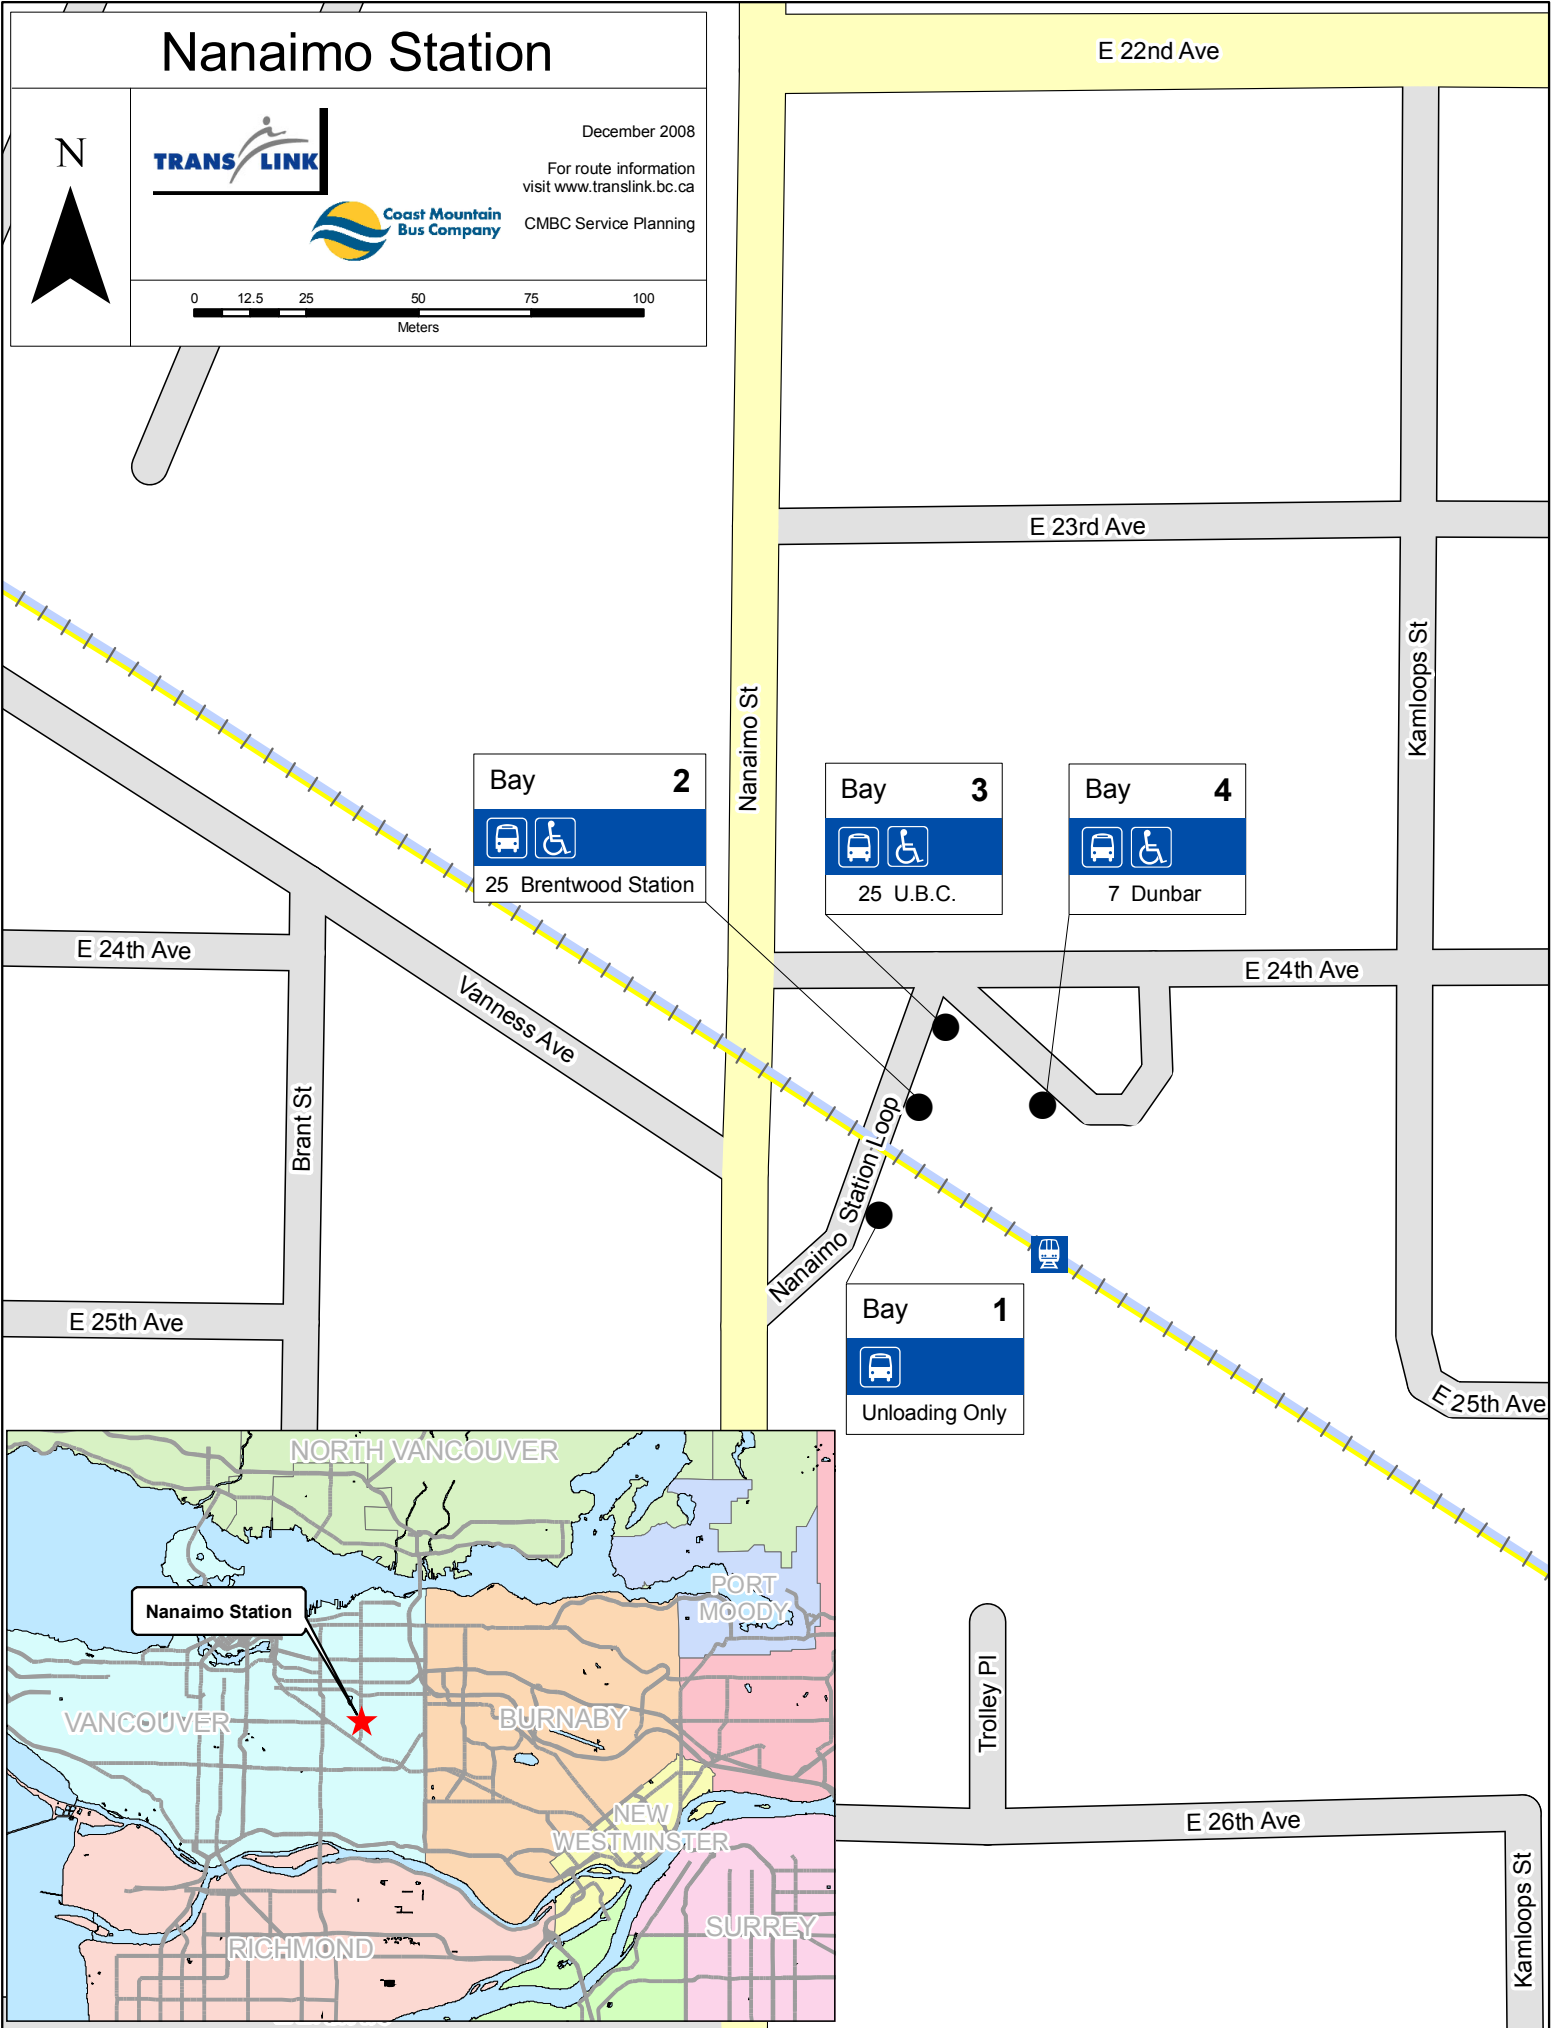 Nanaimo Station
N
TRANS LINK
December 2008
For route information
visit www.translink.bc.ca
Coast Mountain
Bus Company
CMBC Service Planning
0 12.5 25 50 75 100
Meters
E 22nd Ave
E 23rd Ave
Kamloops St
Nanaimo St
Bay 2
25 Brentwood Station
Bay 3
25 U.B.C.
Bay 4
7 Dunbar
E 24th Ave
E 24th Ave
Vanness Ave
Brant St
Nanaimo Station Loop
E 25th Ave
Bay 1
Unloading Only
E 25th Ave
NORTH VANCOUVER
PORT
MOODY
Nanaimo Station
VANCOUVER
BURNABY
NEW
WESTMINSTER
SURREY
RICHMOND
Trolley Pl
E 26th Ave
Kamloops St